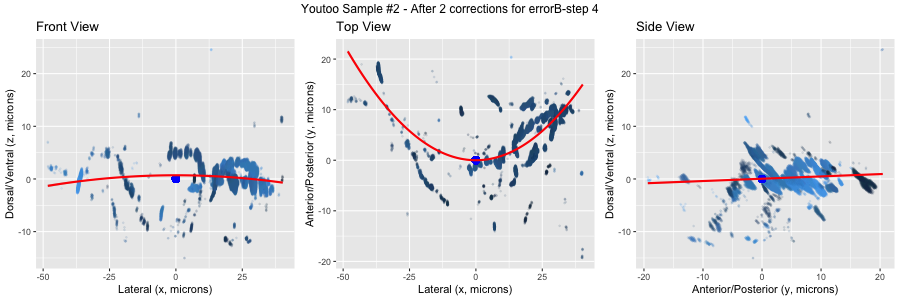 Youtoo Sample #2 - After 2 corrections for errorB-step 4
Front View
Top View
Side View
Dorsal/Ventral (z, microns)
20
10
0
-10
-50
-25
0
25
Lateral (x, microns)
Anterior/Posterior (y, microns)
20
10
0
-10
-20
-50
-25
0
25
Lateral (x, microns)
Dorsal/Ventral (z, microns)
20
10
0
-10
-20
-10
0
10
20
Anterior/Posterior (y, microns)